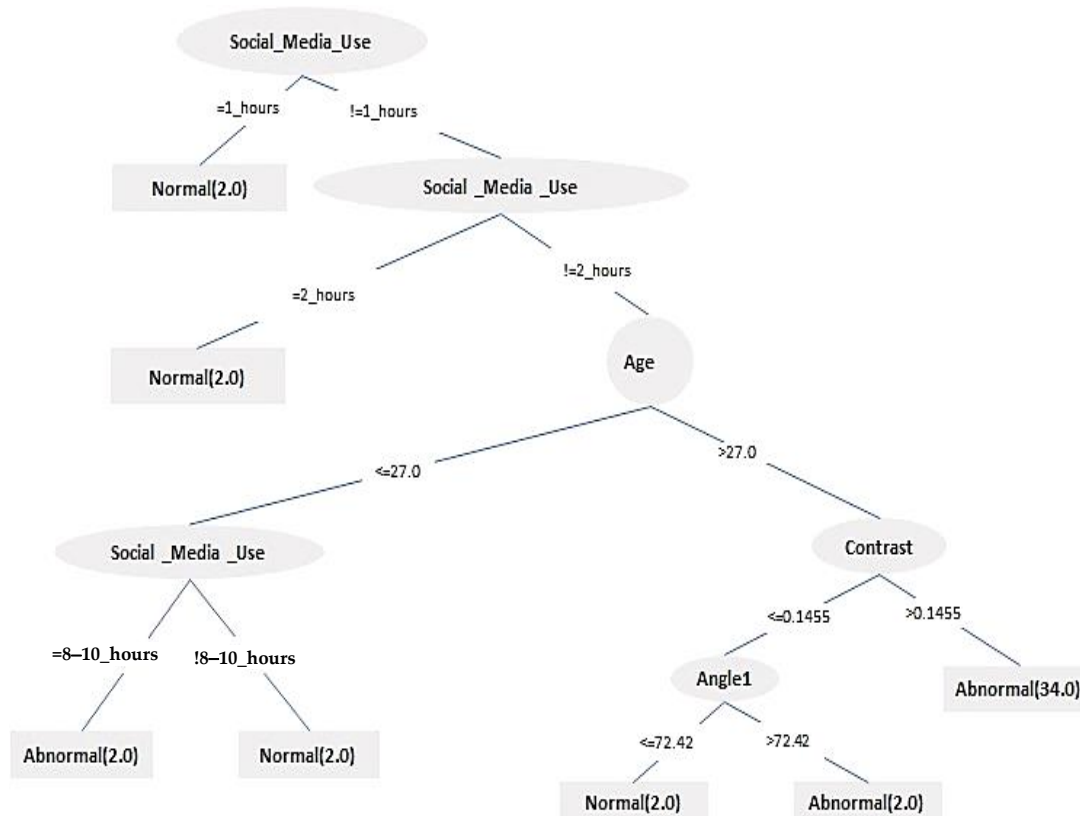 Social_Media_Use
=1_hours
!=1_hours
Normal(2.0)
Social _Media _Use
=2_hours
!=2_hours
Normal(2.0)
Age
<=27.0
>27.0
Social _Media _Use
Contrast
=8–10_hours
!8–10_hours
<=0.1455
>0.1455
Angle1
Abnormal(34.0)
Abnormal(2.0)
Normal(2.0)
<=72.42
>72.42
Normal(2.0)
Abnormal(2.0)